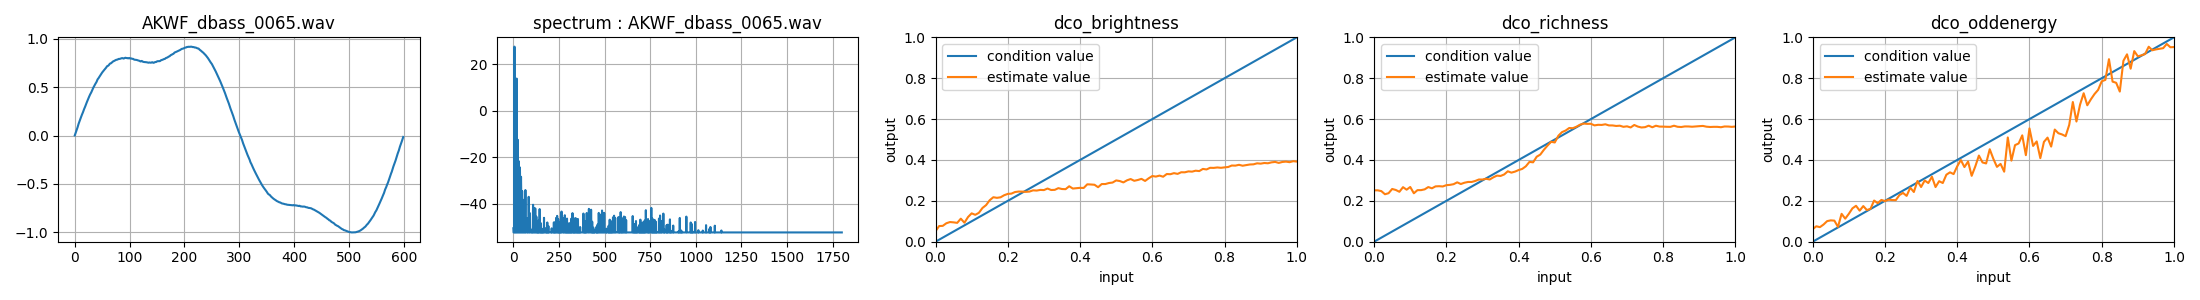 AKWF_dbass_0065.wav
1.0
0.5
0.0
−0.5
−1.0
0 100 200 300 400 500 600
spectrum : AKWF_dbass_0065.wav
20
0
−20
−40
0 250 500 750 1000 1250 1500 1750
dco_brightness
condition value
estimate value
output
1.0
0.8
0.6
0.4
0.2
0.0
0.0 0.2 0.4 0.6 0.8 1.0
input
dco_richness
condition value
estimate value
output
1.0
0.8
0.6
0.4
0.2
0.0
0.0 0.2 0.4 0.6 0.8 1.0
input
dco_oddenergy
condition value
estimate value
output
1.0
0.8
0.6
0.4
0.2
0.0
0.0 0.2 0.4 0.6 0.8 1.0
input